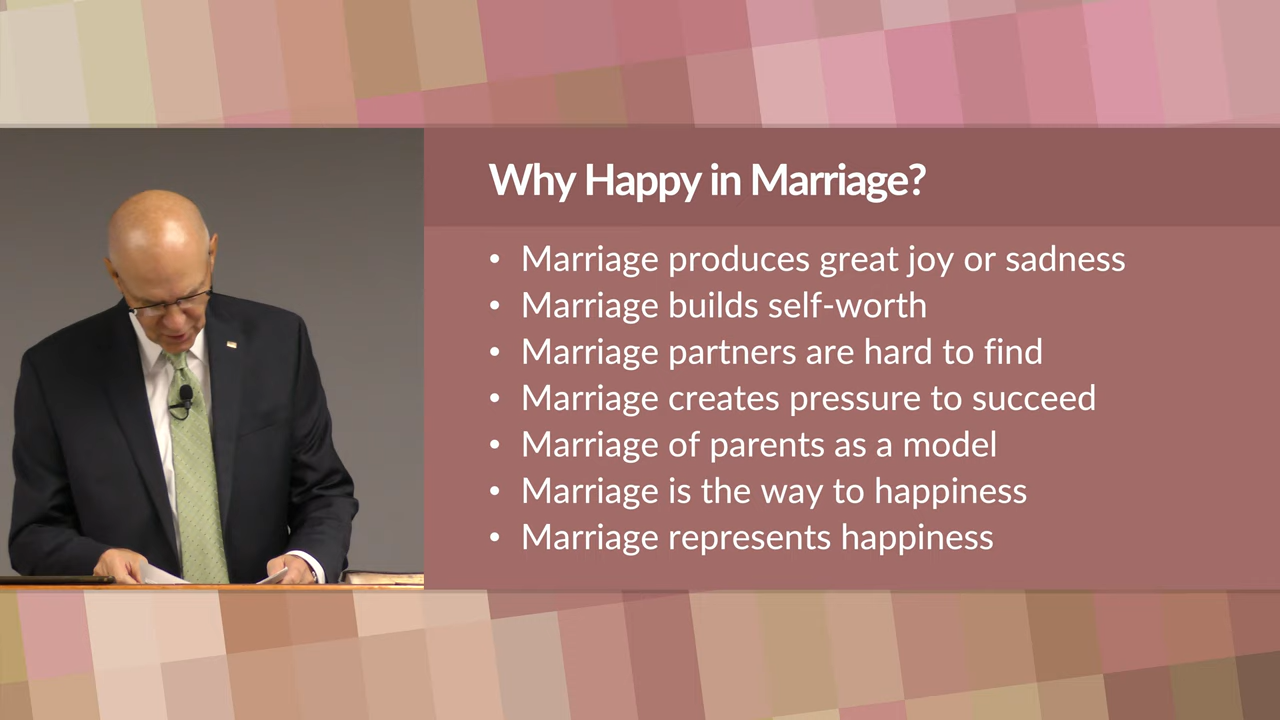 Why Happy in Marriage?
• Marriage produces great joy or sadness
• Marriage builds self-worth
• Marriage partners are hard to find
• Marriage creates pressure to succeed
• Marriage of parents as a model
• Marriage is the way to happiness
• Marriage represents happiness